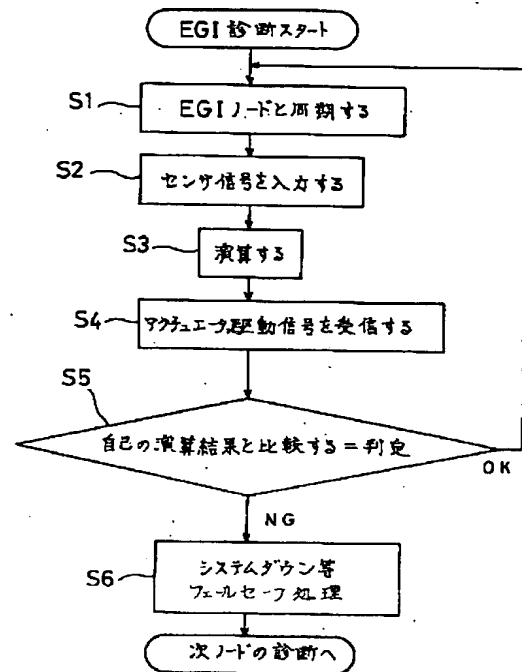 EGI診断スタート
S1
EGIノードと同期する
S2
センサ信号を入力する
S3
演算する
S4
アクチュエータ駆動信号を受信する
S5
自己の演算結果と比較する=判定
OK
NG
S6
システムダウン等
フェールセーフ処理
次ノードの診断へ